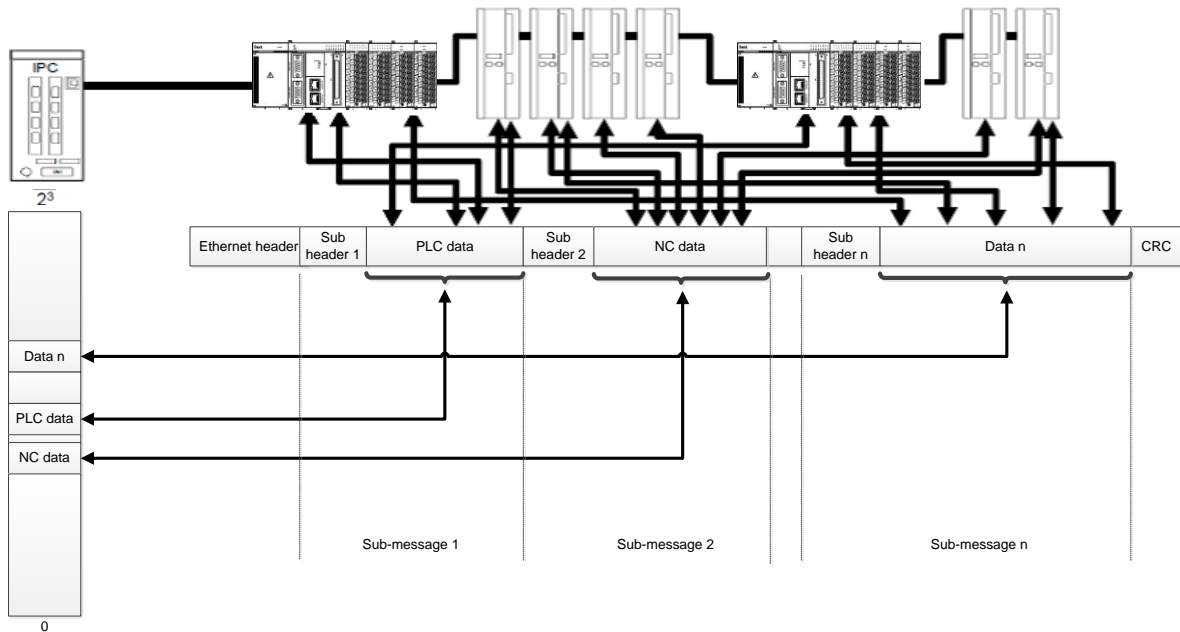 IPC
2³
Ethernet header
Sub header 1
PLC data
Sub header 2
NC data
Sub header n
Data n
CRC
Data n
PLC data
NC data
Sub-message 1
Sub-message 2
Sub-message n
0